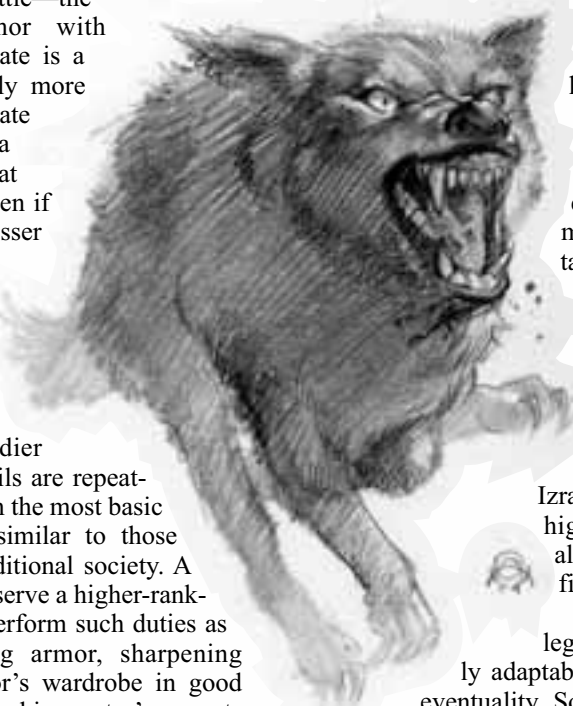 nor with
ate is a
ly more
ate
a
at
en if
sser
dier
ils are repeat-
n the most basic
similar to those
ditional society. A
serve a higher-rank-
erform such duties as
g armor, sharpening
or's wardrobe in good
m
ta
Izra
hig
al
fi
leg
ly adaptab
eventuality. So